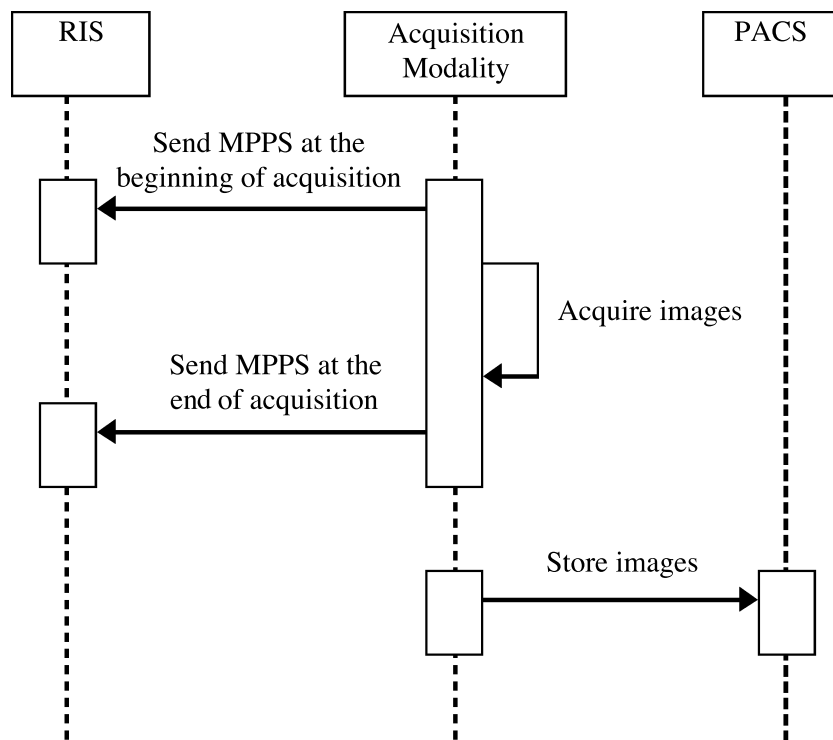 RIS
Acquisition
Modality
PACS
Send MPPS at the
beginning of acquisition
Acquire images
Send MPPS at the
end of acquisition
Store images